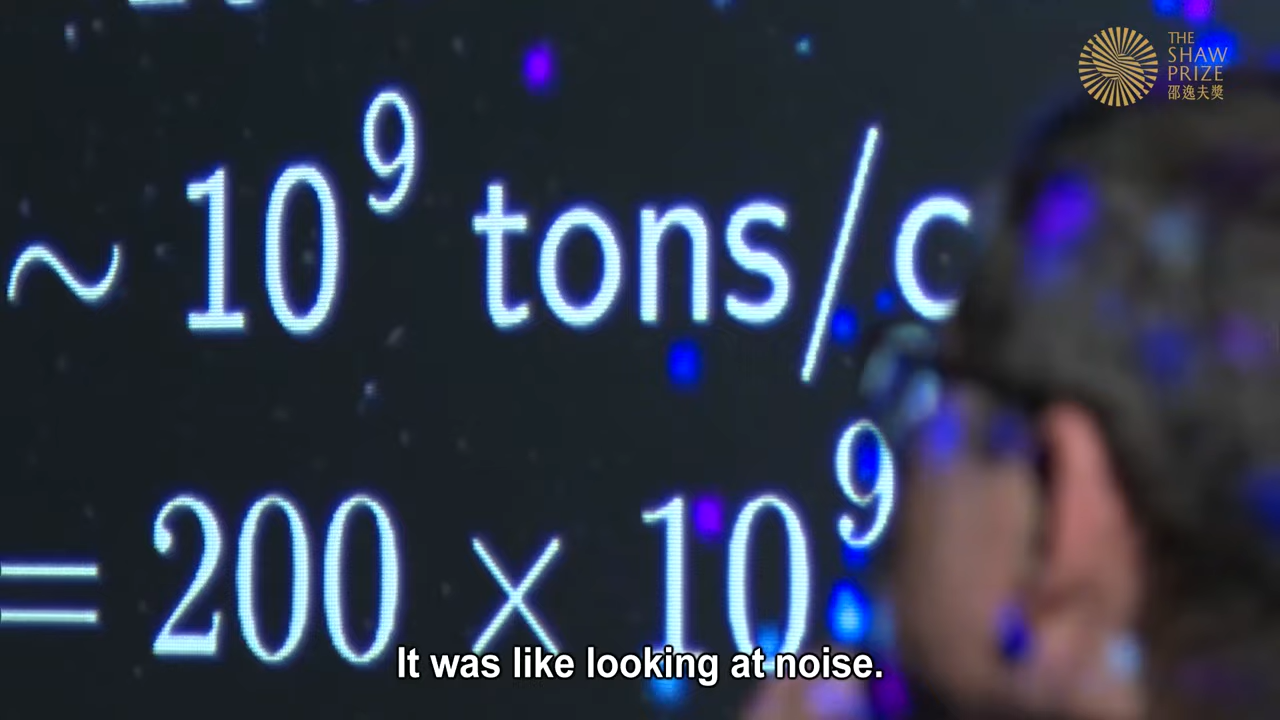 THE
SHAW
PRIZE
邵逸夫獎
~ 10⁹ tons/c
= 200 × 10⁹
It was like looking at noise.